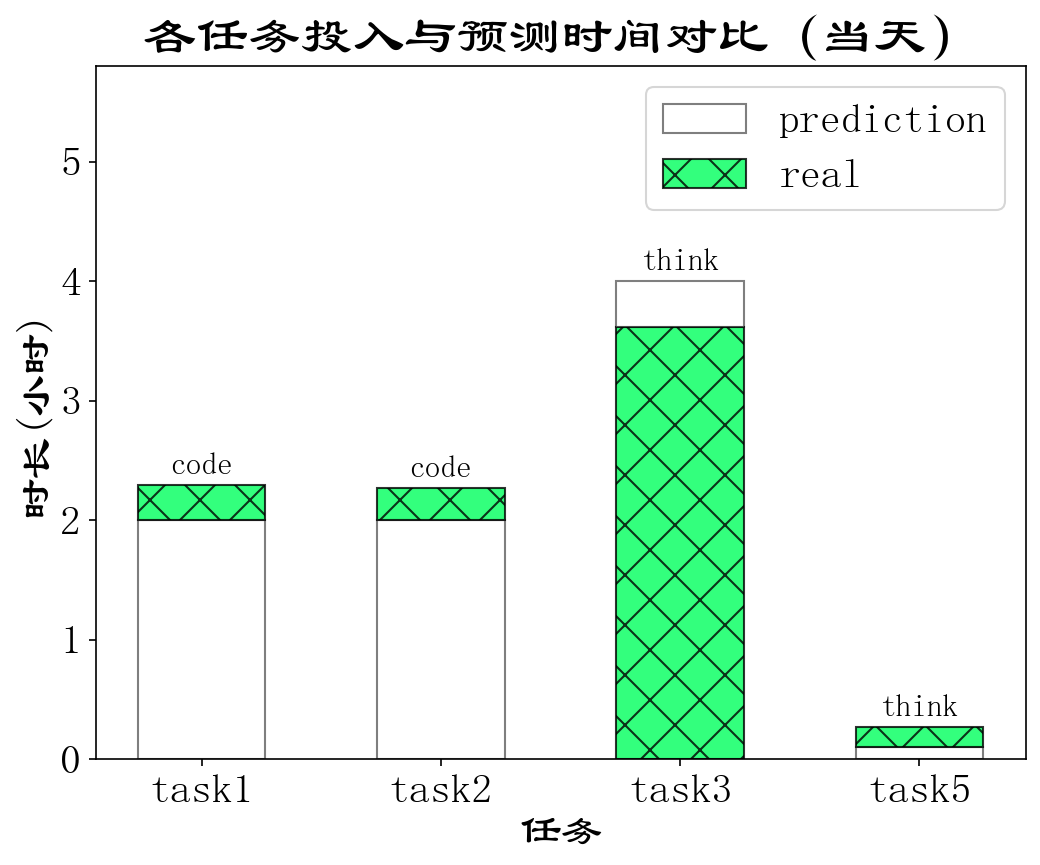 各任务投入与预测时间对比 (当天)
prediction
real
5
4
3
2
1
0
时长(小时)
code
code
think
think
task1
task2
task3
task5
任务